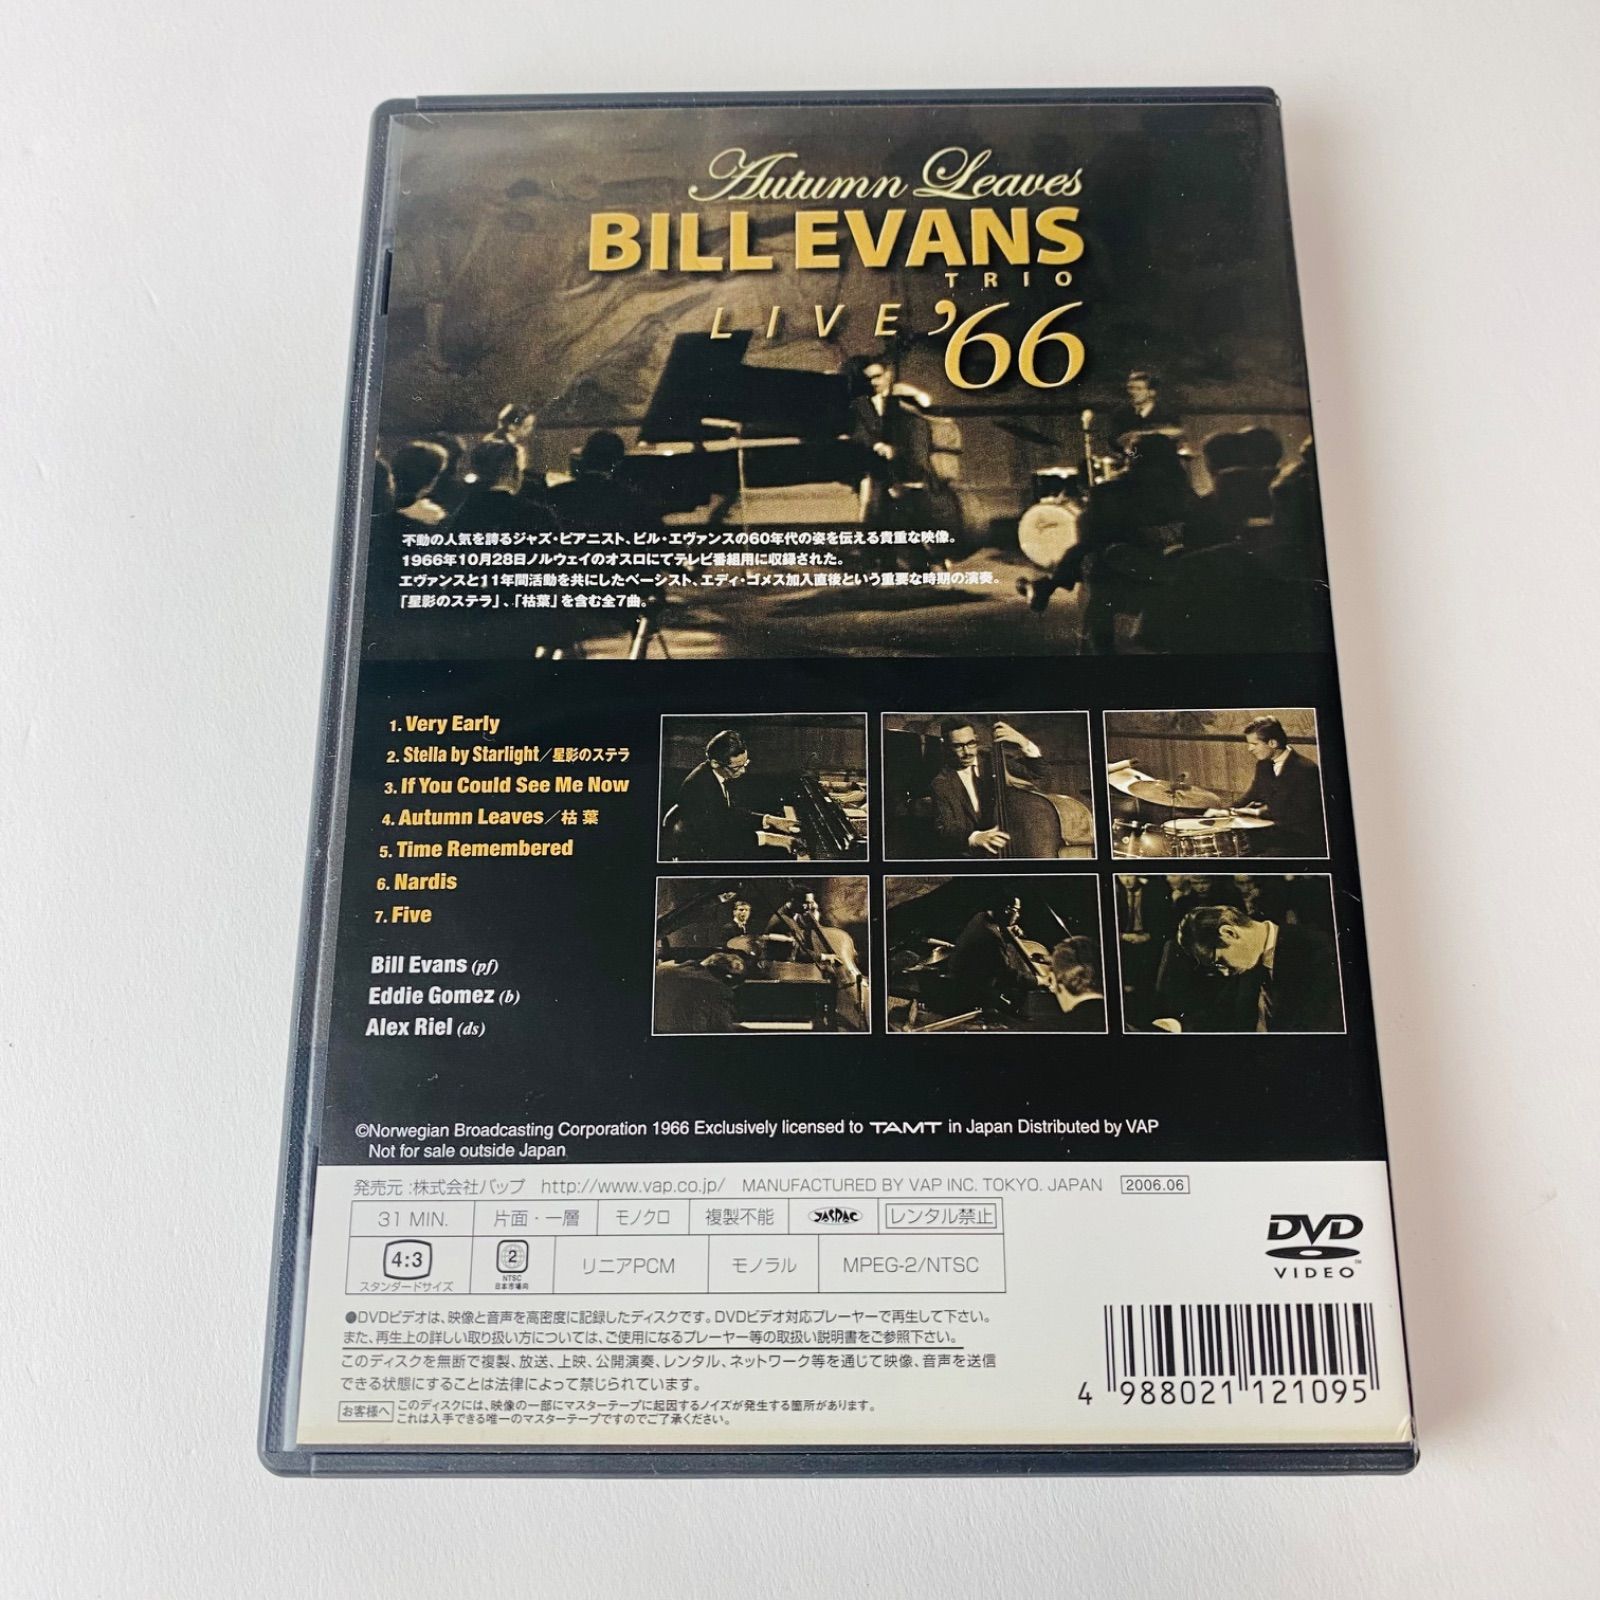 Autumn Leaves
BILL EVANS
TRIO
LIVE '66
不動の人気を誇るジャズ・ピアニスト、ビル・エヴァンスの60年代の姿を伝える貴重な映像。
1966年10月28日ノルウェイのオスロにてテレビ番組用に収録された。
エヴァンスと11年間活動を共にしたベーシスト、エディ・ゴメス加入直後という重要な時期の演奏。
「星影のステラ」、「枯葉」を含む全7曲。
1. Very Early
2. Stella by Starlight／星影のステラ
3. If You Could See Me Now
4. Autumn Leaves／枯 葉
5. Time Remembered
6. Nardis
7. Five
Bill Evans (pf)
Eddie Gomez (b)
Alex Riel (ds)
©Norwegian Broadcasting Corporation 1966 Exclusively licensed to TAMT in Japan Distributed by VAP
Not for sale outside Japan
発売元:株式会社バップ http://www.vap.co.jp/ MANUFACTURED BY VAP INC. TOKYO. JAPAN 2006.06
31 MIN. 片面・一層 モノクロ 複製不能 JASRAC レンタル禁止
4:3 スタンダードサイズ 2 NTSC 日本市場向 リニアPCM モノラル MPEG-2/NTSC
DVD VIDEO
●DVDビデオは、映像と音声を高密度に記録したディスクです。DVDビデオ対応プレーヤーで再生して下さい。
また、再生上の詳しい取り扱い方については、ご使用になるプレーヤー等の取扱い説明書をご参照下さい。
このディスクを無断で複製、放送、上映、公開演奏、レンタル、ネットワーク等を通じて映像、音声を送信
できる状態にすることは法律によって禁じられています。
お客様へ このディスクには、映像の一部にマスターテープに起因するノイズが発生する箇所があります。
これは入手できる唯一のマスターテープですのでご了承ください。
4 988021 121095